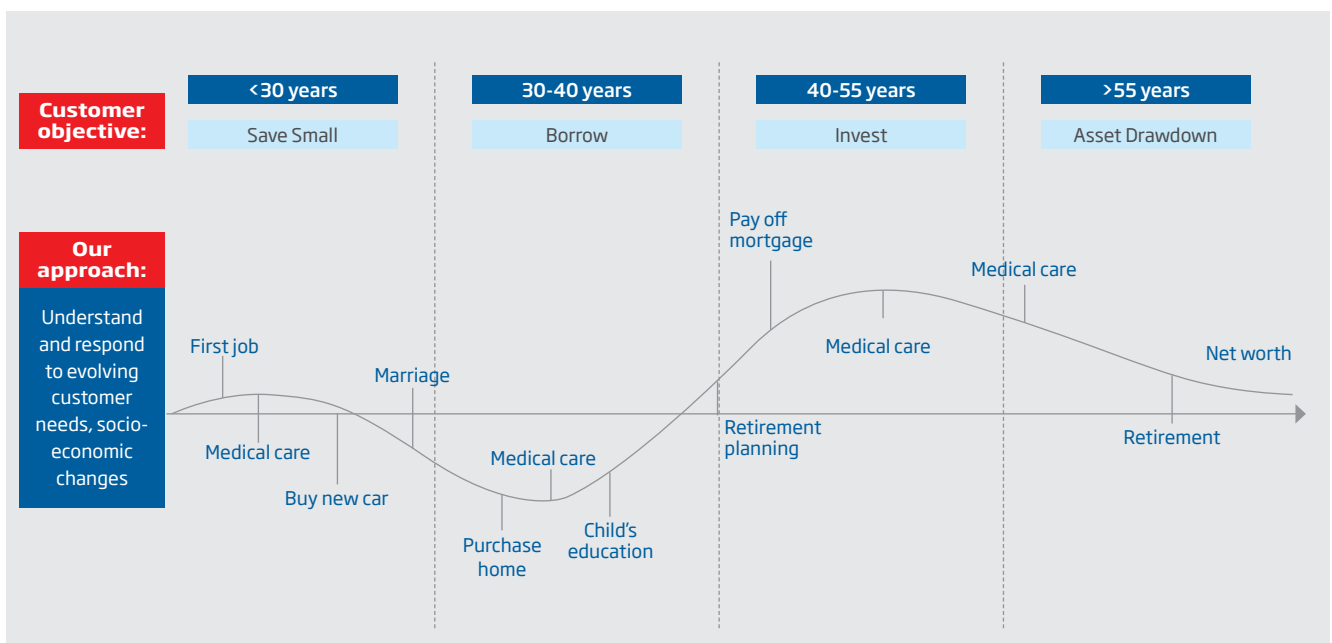 Customer
objective:
<30 years
30-40 years
40-55 years
>55 years
Save Small
Borrow
Invest
Asset Drawdown
Our
approach:
Understand
and respond
to evolving
customer
needs, socio-
economic
changes
First job
Medical care
Buy new car
Marriage
Purchase
home
Medical care
Child's
education
Retirement
planning
Pay off
mortgage
Medical care
Medical care
Retirement
Net worth